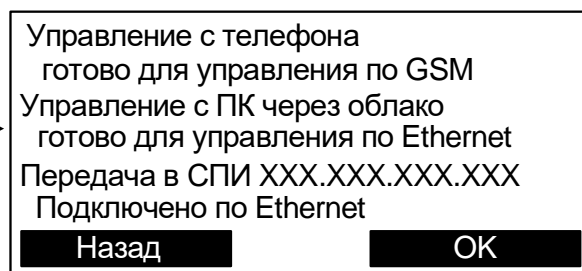 Управление с телефона
готово для управления по GSM
Управление с ПК через облако
готово для управления по Ethernet
Передача в СПИ XXX.XXX.XXX.XXX
Подключено по Ethernet
Назад OK